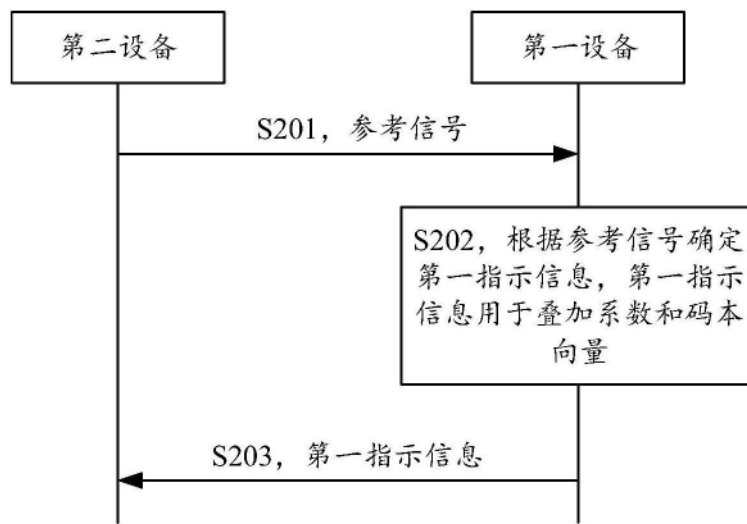 第二设备
第一设备
S201，参考信号
S202，根据参考信号确定
第一指示信息，第一指示
信息用于叠加系数和码本
向量
S203，第一指示信息